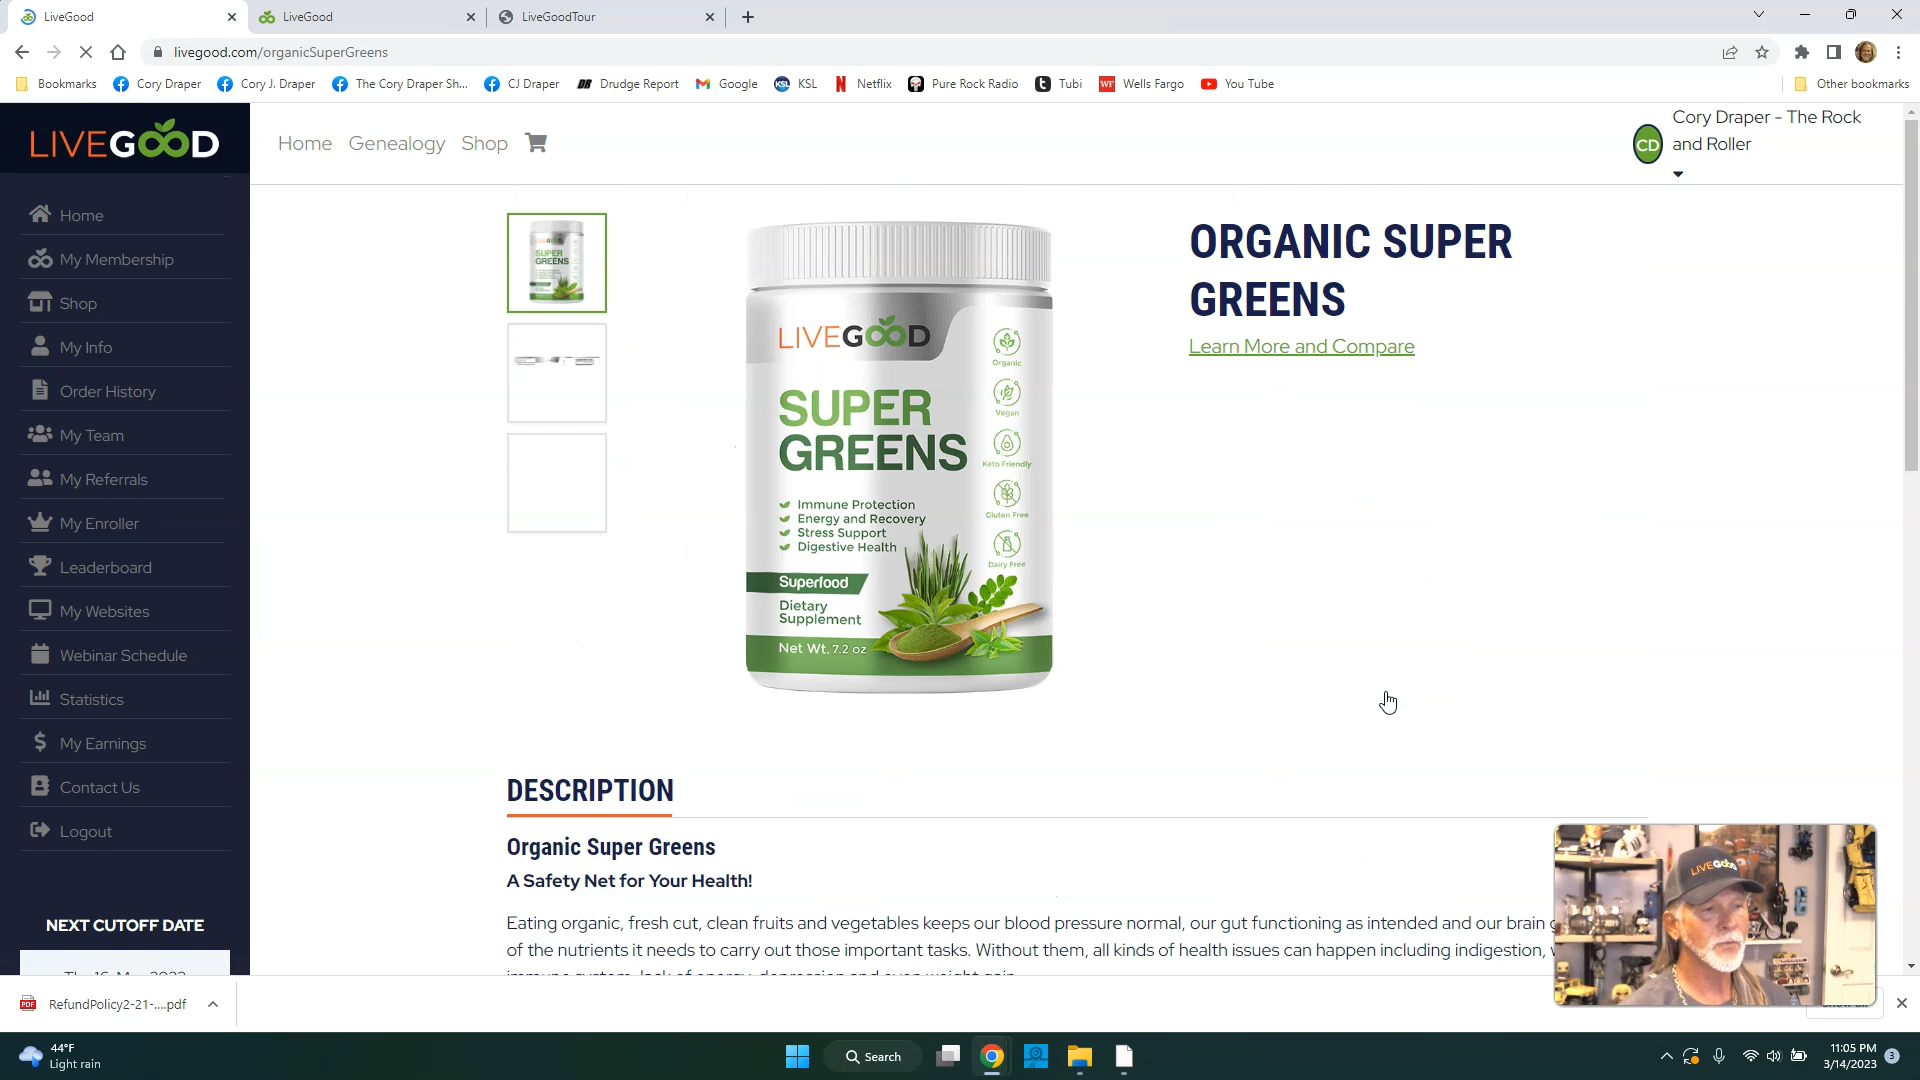 LiveGood
LiveGood
LiveGoodTour
livegood.com/organicSuperGreens
Bookmarks
Cory Draper
Cory J. Draper
The Cory Draper Sh...
CJ Draper
Drudge Report
Google
KSL
Netflix
Pure Rock Radio
Tubi
Wells Fargo
You Tube
Other bookmarks
LIVEGOOD
Home
Genealogy
Shop
CD
Cory Draper - The Rock
and Roller
Home
My Membership
Shop
My Info
Order History
My Team
My Referrals
My Enroller
Leaderboard
My Websites
Webinar Schedule
Statistics
My Earnings
Contact Us
Logout
NEXT CUTOFF DATE
SUPER
GREENS
LIVEGOOD
SUPER
GREENS
Immune Protection
Energy and Recovery
Stress Support
Digestive Health
Superfood
Dietary
Supplement
Net Wt. 7.2 oz
Organic
Vegan
Keto Friendly
Gluten Free
Dairy Free
ORGANIC SUPER
GREENS
Learn More and Compare
DESCRIPTION
Organic Super Greens
A Safety Net for Your Health!
Eating organic, fresh cut, clean fruits and vegetables keeps our blood pressure normal, our gut functioning as intended and our brain
of the nutrients it needs to carry out those important tasks. Without them, all kinds of health issues can happen including indigestion,
LIVEGOOD
RefundPolicy2-21-....pdf
44°F
Light rain
Search
11:05 PM
3/14/2023
3